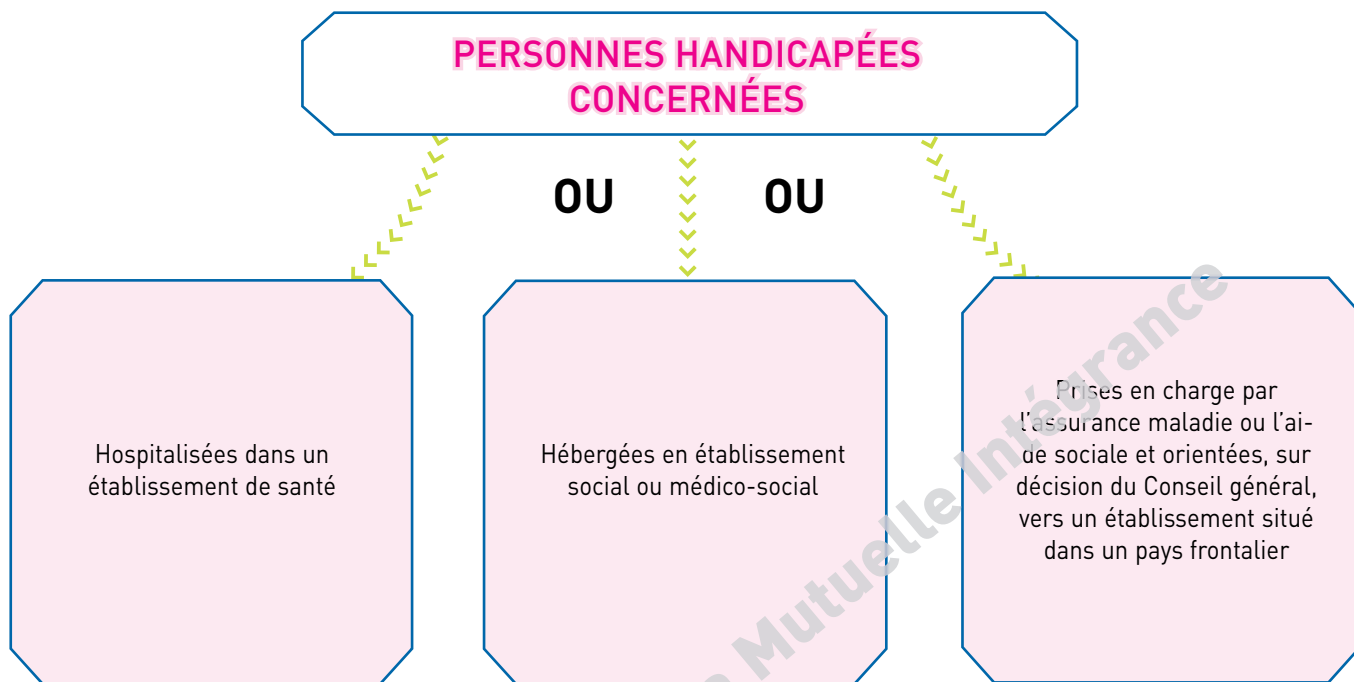 PERSONNES HANDICAPÉES
CONCERNÉES
OU
OU
Hospitalisées dans un
établissement de santé
Hébergées en établissement
social ou médico-social
Prises en charge par
l'assurance maladie ou l'ai-
de sociale et orientées, sur
décision du Conseil général,
vers un établissement situé
dans un pays frontalier
Mutuelle Intégrance